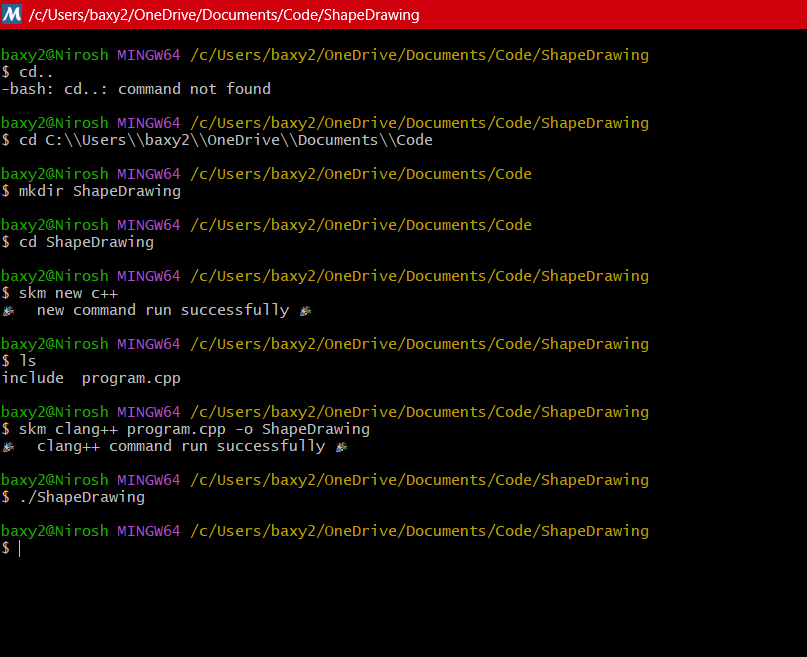 M /c/Users/baxy2/OneDrive/Documents/Code/ShapeDrawing
baxy2@Nirosh MINGW64 /c/Users/baxy2/OneDrive/Documents/Code/ShapeDrawing
$ cd..
-bash: cd..: command not found
baxy2@Nirosh MINGW64 /c/Users/baxy2/OneDrive/Documents/Code/ShapeDrawing
$ cd C:\\Users\\baxy2\\OneDrive\\Documents\\Code
baxy2@Nirosh MINGW64 /c/Users/baxy2/OneDrive/Documents/Code
$ mkdir ShapeDrawing
baxy2@Nirosh MINGW64 /c/Users/baxy2/OneDrive/Documents/Code
$ cd ShapeDrawing
baxy2@Nirosh MINGW64 /c/Users/baxy2/OneDrive/Documents/Code/ShapeDrawing
$ skm new c++
🎉 new command run successfully 🎉
baxy2@Nirosh MINGW64 /c/Users/baxy2/OneDrive/Documents/Code/ShapeDrawing
$ ls
include program.cpp
baxy2@Nirosh MINGW64 /c/Users/baxy2/OneDrive/Documents/Code/ShapeDrawing
$ skm clang++ program.cpp -o ShapeDrawing
🎉 clang++ command run successfully 🎉
baxy2@Nirosh MINGW64 /c/Users/baxy2/OneDrive/Documents/Code/ShapeDrawing
$ ./ShapeDrawing
baxy2@Nirosh MINGW64 /c/Users/baxy2/OneDrive/Documents/Code/ShapeDrawing
$